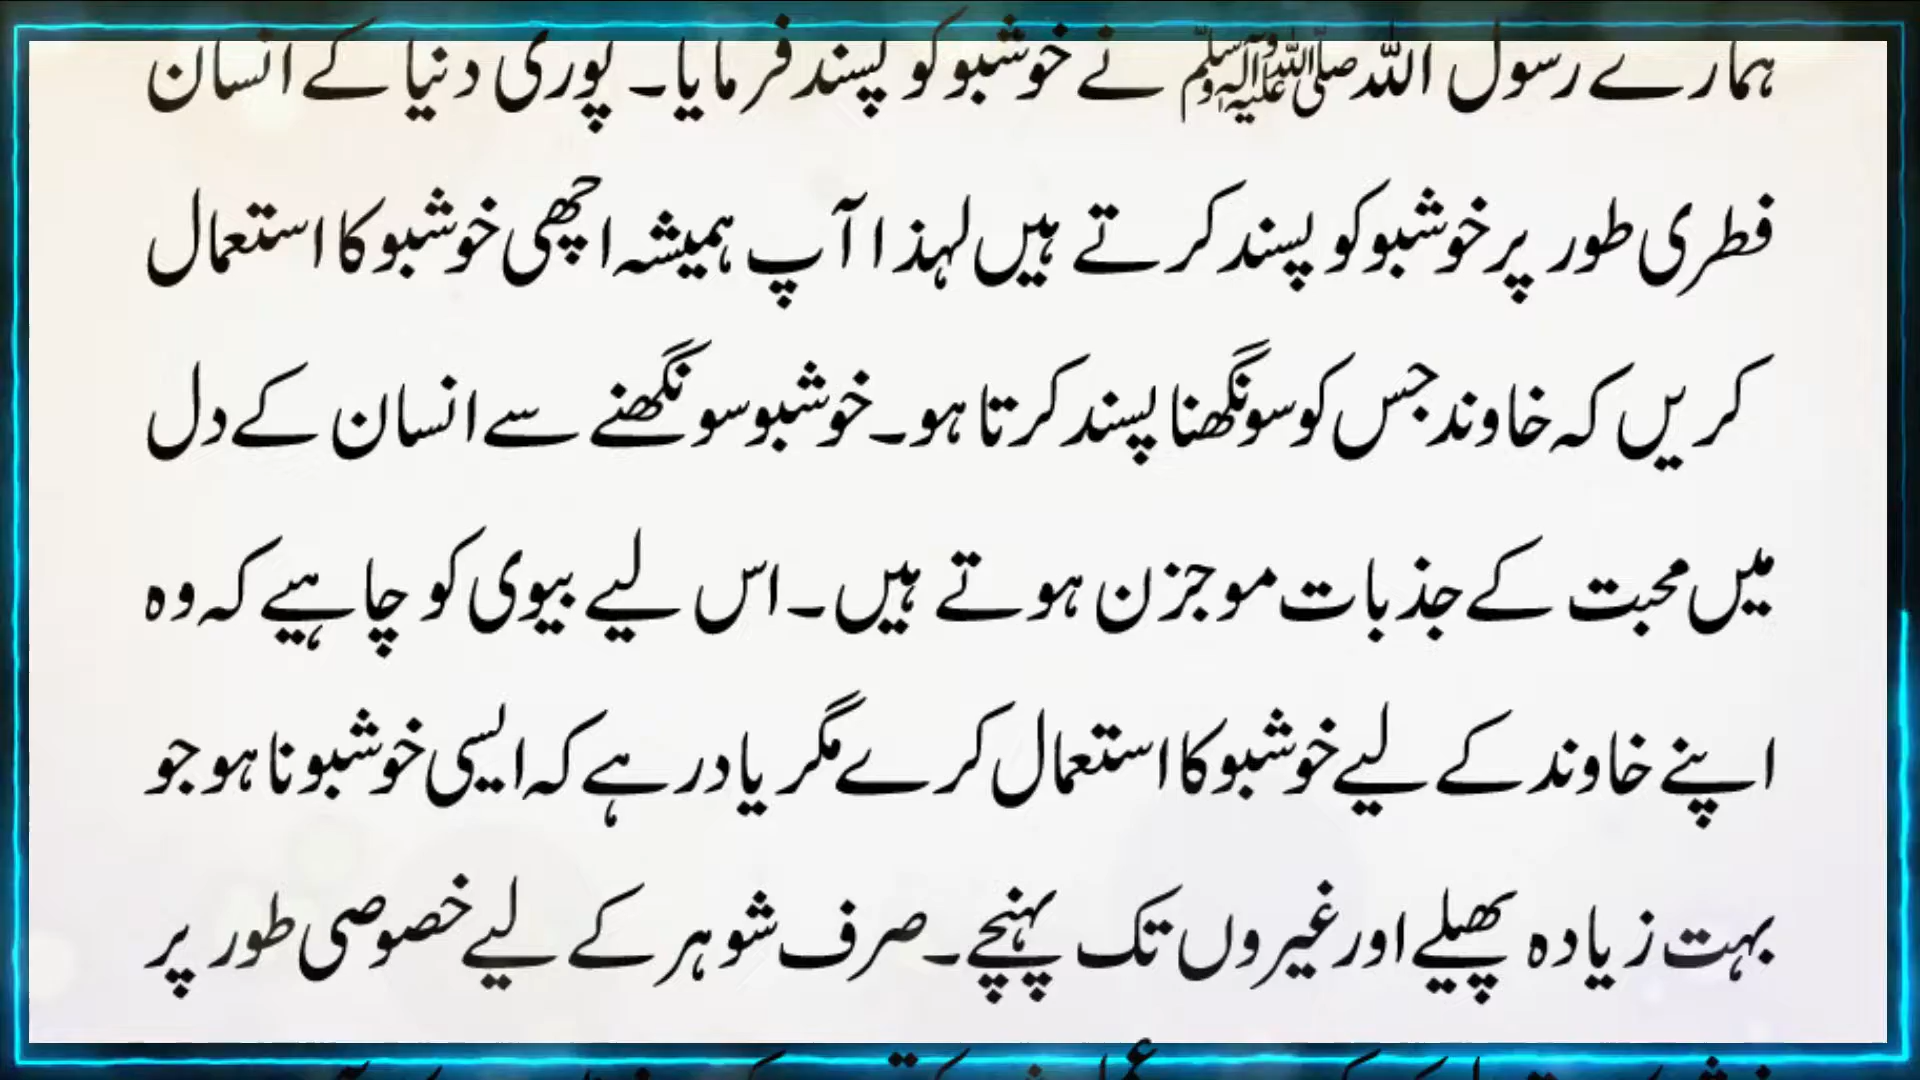 ہمارے رسول اللہ ﷺ نے خوشبو کو پسند فرمایا۔ پوری دنیا کے انسان
فطری طور پر خوشبو کو پسند کرتے ہیں لہذا آپ ہمیشہ اچھی خوشبو کا استعمال
کریں کہ خاوند جس کو سونگھنا پسند کرتا ہو۔ خوشبو سونگھنے سے انسان کے دل
میں محبت کے جذبات موجزن ہوتے ہیں۔ اس لیے بیوی کو چاہیے کہ وہ
اپنے خاوند کے لیے خوشبو کا استعمال کرے مگر یاد رہے کہ ایسی خوشبو نا ہو جو
بہت زیادہ پھیلے اور غیروں تک پہنچے۔ صرف شوہر کے لیے خصوصی طور پر